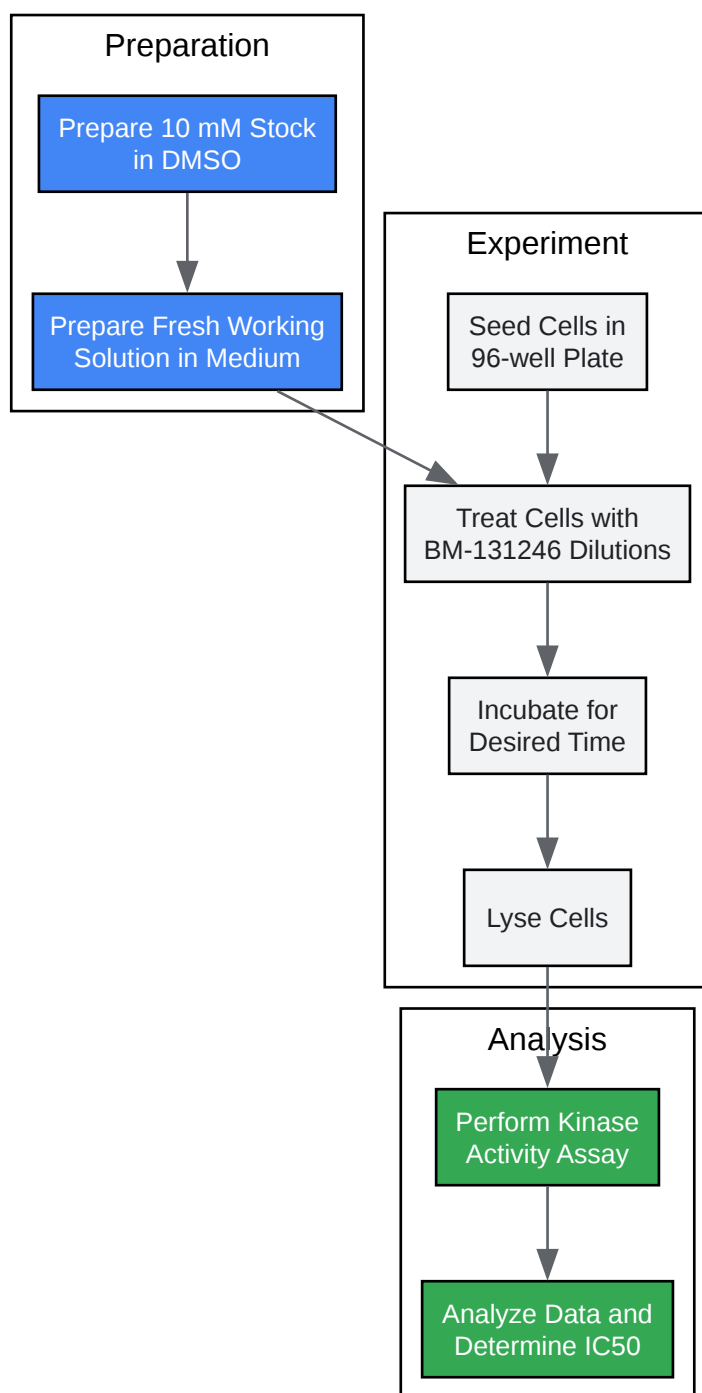 Preparation
Prepare 10 mM Stock
in DMSO
Prepare Fresh Working
Solution in Medium
Experiment
Seed Cells in
96-well Plate
Treat Cells with
BM-131246 Dilutions
Incubate for
Desired Time
Lyse Cells
Analysis
Perform Kinase
Activity Assay
Analyze Data and
Determine IC50